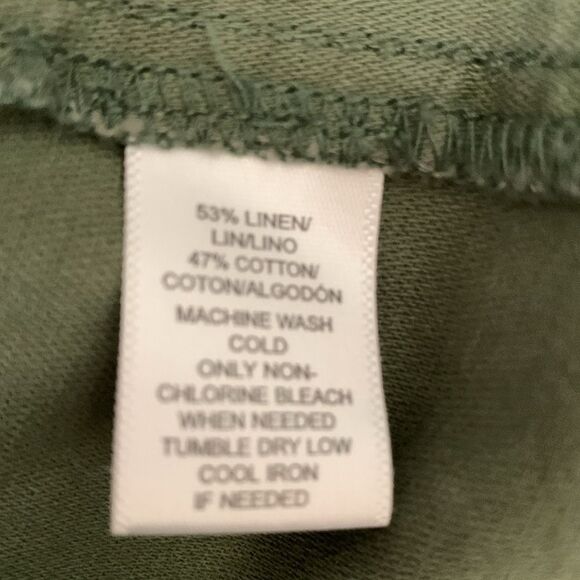 53% LINEN/
LIN/LINO
47% COTTON/
COTON/ALGODÓN
MACHINE WASH
COLD
ONLY NON-
CHLORINE BLEACH
WHEN NEEDED
TUMBLE DRY LOW
COOL IRON
IF NEEDED